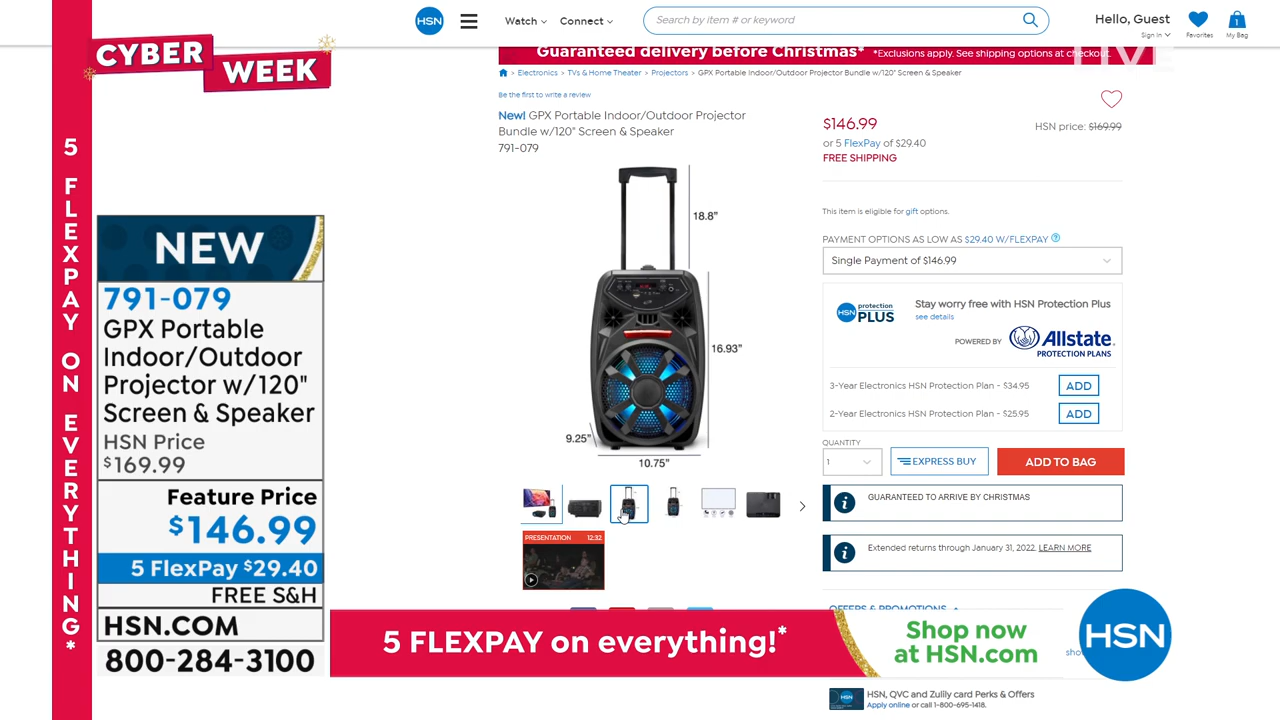 HSN
Watch
Connect
Search by item # or keyword
Hello, Guest
Sign in
Favorites
1
My Bag
CYBER
WEEK
Guaranteed delivery before Christmas* *Exclusions apply. See shipping options at checkout.
LIVE
> Electronics > TVs & Home Theater > Projectors > GPX Portable Indoor/Outdoor Projector Bundle w/120" Screen & Speaker
Be the first to write a review
New! GPX Portable Indoor/Outdoor Projector
Bundle w/120" Screen & Speaker
791-079
$146.99
HSN price: $169.99
or 5 FlexPay of $29.40
FREE SHIPPING
This item is eligible for gift options.
PAYMENT OPTIONS AS LOW AS $29.40 W/FLEXPAY ?
Single Payment of $146.99
HSN protection PLUS
Stay worry free with HSN Protection Plus
see details
POWERED BY Allstate.
PROTECTION PLANS
3-Year Electronics HSN Protection Plan - $34.95 ADD
2-Year Electronics HSN Protection Plan - $25.95 ADD
QUANTITY
1
EXPRESS BUY
ADD TO BAG
i GUARANTEED TO ARRIVE BY CHRISTMAS
i Extended returns through January 31, 2022. LEARN MORE
OFFERS & PROMOTIONS
18.8"
16.93"
9.25"
10.75"
PRESENTATION 12:32
5 FLEXPAY ON EVERYTHING*
NEW
791-079
GPX Portable
Indoor/Outdoor
Projector w/120"
Screen & Speaker
HSN Price
$169.99
Feature Price
$146.99
5 FlexPay $29.40
FREE S&H
HSN.COM
800-284-3100
5 FLEXPAY on everything!*
Shop now
at HSN.com
HSN
HSN, QVC and Zulily card Perks & Offers
Apply online or call 1-800-695-1418.